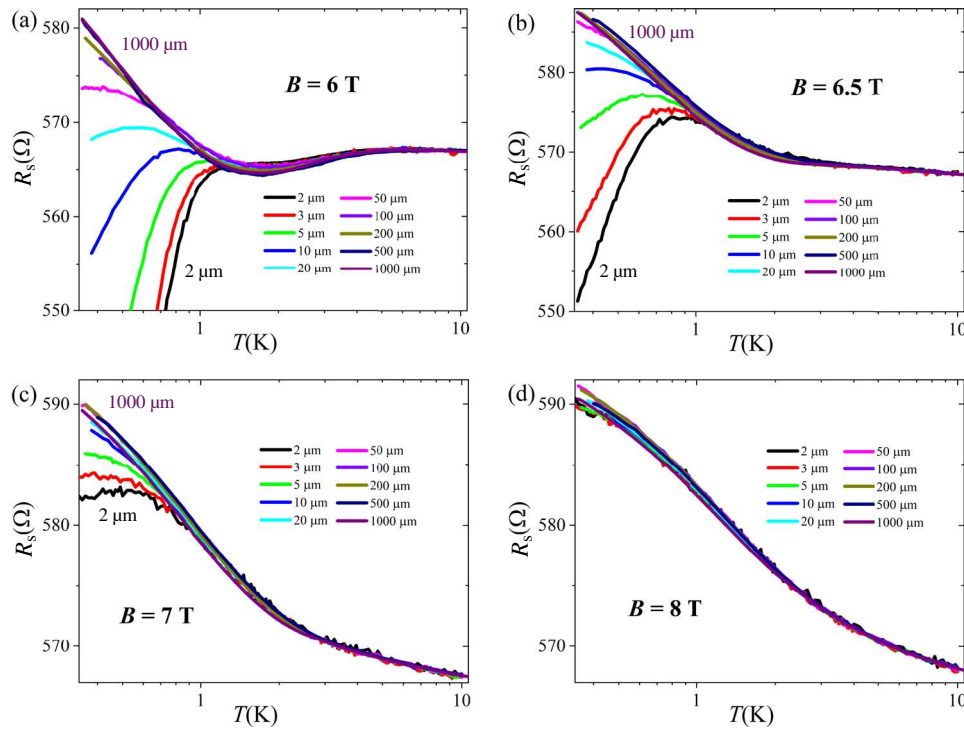 (a)
1000 μm
B = 6 T
580
570
560
550
Rs(Ω)
2 μm 50 μm
3 μm 100 μm
5 μm 200 μm
10 μm 500 μm
20 μm 1000 μm
2 μm
1 10
T(K)
(b)
1000 μm
B = 6.5 T
580
570
560
550
Rs(Ω)
2 μm 50 μm
3 μm 100 μm
5 μm 200 μm
10 μm 500 μm
20 μm 1000 μm
2 μm
1 10
T(K)
(c)
1000 μm
590
580
570
Rs(Ω)
2 μm 50 μm
3 μm 100 μm
5 μm 200 μm
10 μm 500 μm
20 μm 1000 μm
2 μm
B = 7 T
1 10
T(K)
(d)
590
580
570
Rs(Ω)
2 μm 50 μm
3 μm 100 μm
5 μm 200 μm
10 μm 500 μm
20 μm 1000 μm
B = 8 T
1 10
T(K)